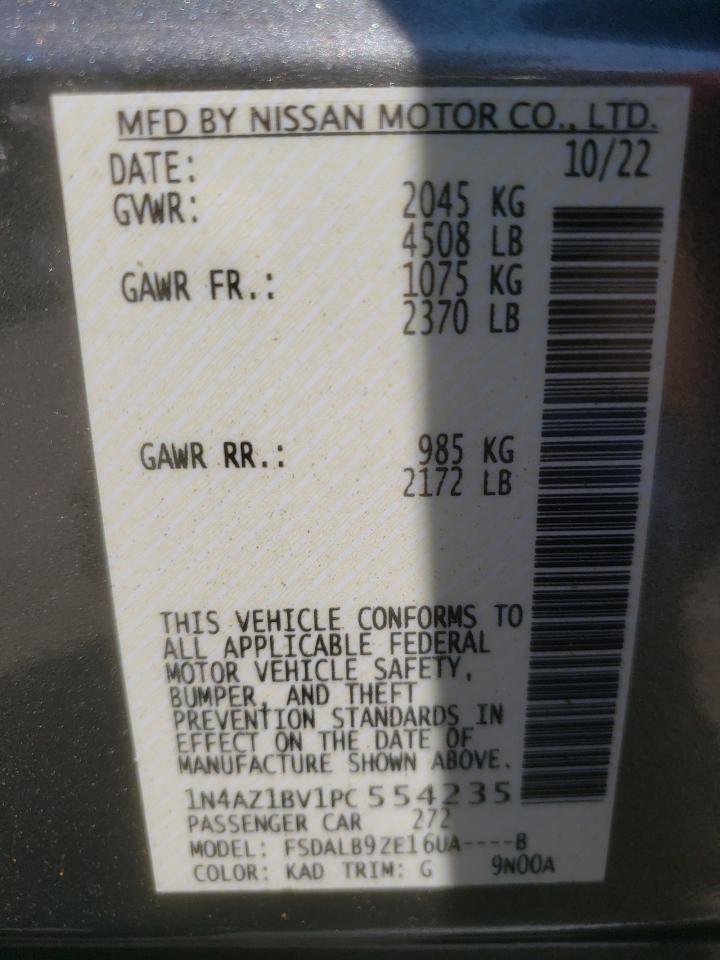 MFD BY NISSAN MOTOR CO., LTD.
DATE: 10/22
GVWR: 2045 KG
4508 LB
GAWR FR.: 1075 KG
2370 LB
GAWR RR.: 985 KG
2172 LB
THIS VEHICLE CONFORMS TO
ALL APPLICABLE FEDERAL
MOTOR VEHICLE SAFETY,
BUMPER, AND THEFT
PREVENTION STANDARDS IN
EFFECT ON THE DATE OF
MANUFACTURE SHOWN ABOVE.
1N4AZ1BV1PC554235
PASSENGER CAR 272
MODEL: FSDALB9ZE16UA----B
COLOR: KAD TRIM: G 9N00A